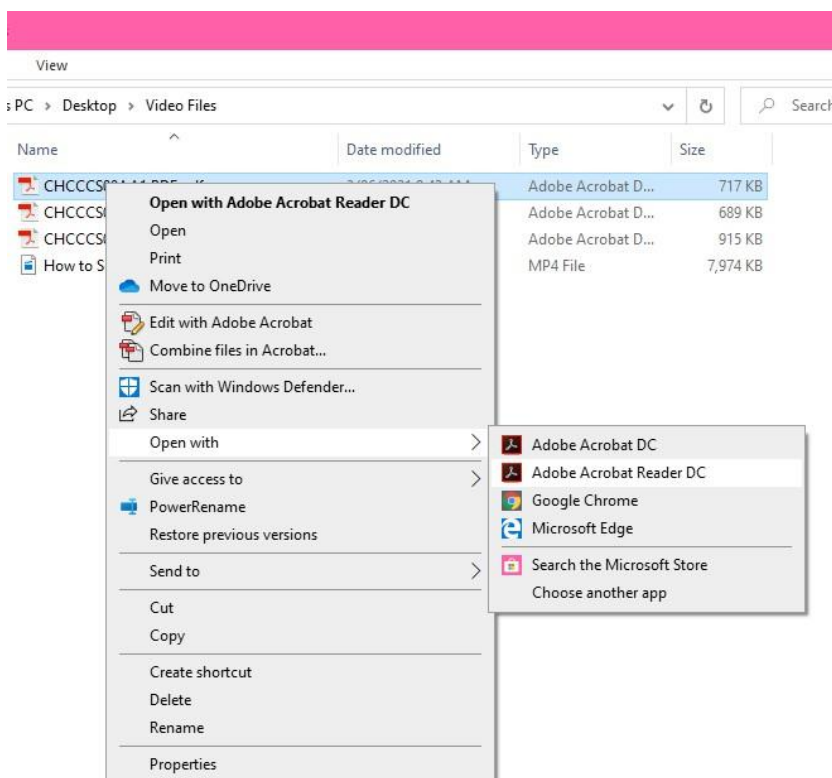 View
s PC > Desktop > Video Files
Search
Name Date modified Type Size
Adobe Acrobat D... 717 KB
CHCCCS Adobe Acrobat D... 689 KB
CHCCCS Adobe Acrobat D... 915 KB
How to S MP4 File 7,974 KB
Open with Adobe Acrobat Reader DC
Open
Print
Move to OneDrive
Edit with Adobe Acrobat
Combine files in Acrobat...
Scan with Windows Defender...
Share
Open with
Give access to
PowerRename
Restore previous versions
Send to
Cut
Copy
Create shortcut
Delete
Rename
Properties
Adobe Acrobat DC
Adobe Acrobat Reader DC
Google Chrome
Microsoft Edge
Search the Microsoft Store
Choose another app